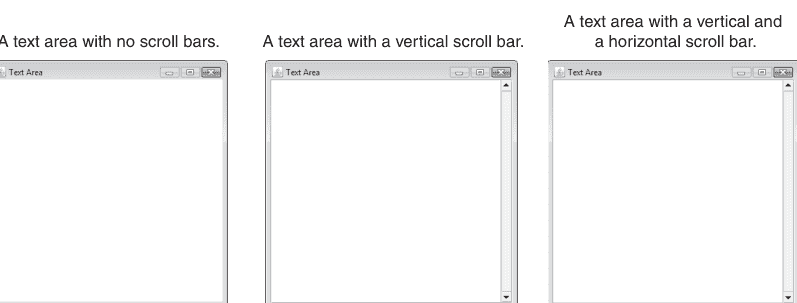 A text area with no scroll bars.
A text area with a vertical scroll bar.
A text area with a vertical and
a horizontal scroll bar.
Text Area
Text Area
Text Area